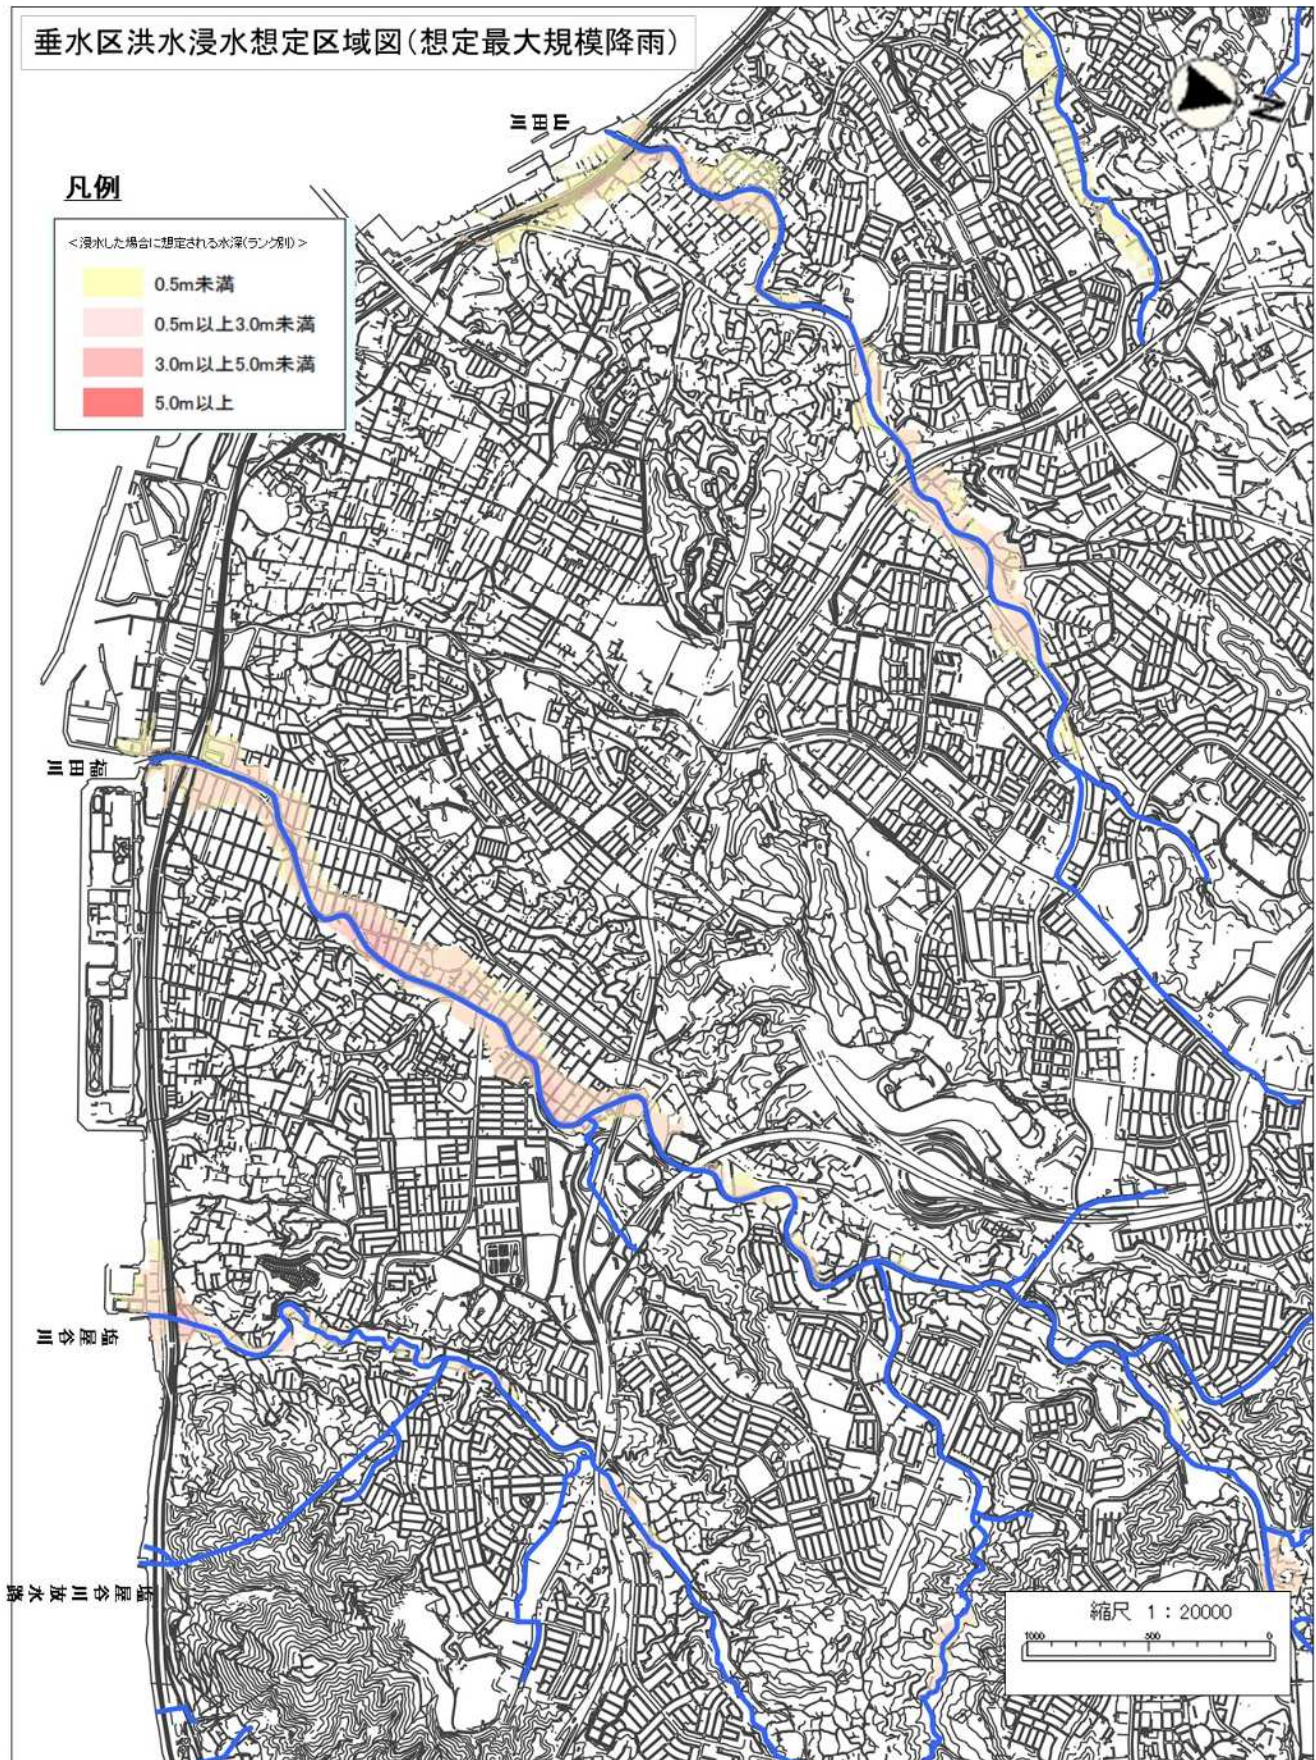 垂水区洪水浸水想定区域図(想定最大規模降雨)
N
山田川
凡例
<浸水した場合に想定される水深(ランク別)>
0.5m未満
0.5m以上3.0m未満
3.0m以上5.0m未満
5.0m以上
福田川
塩屋谷川
塩屋谷川放水路
縮尺 1:20000
1000 500 0